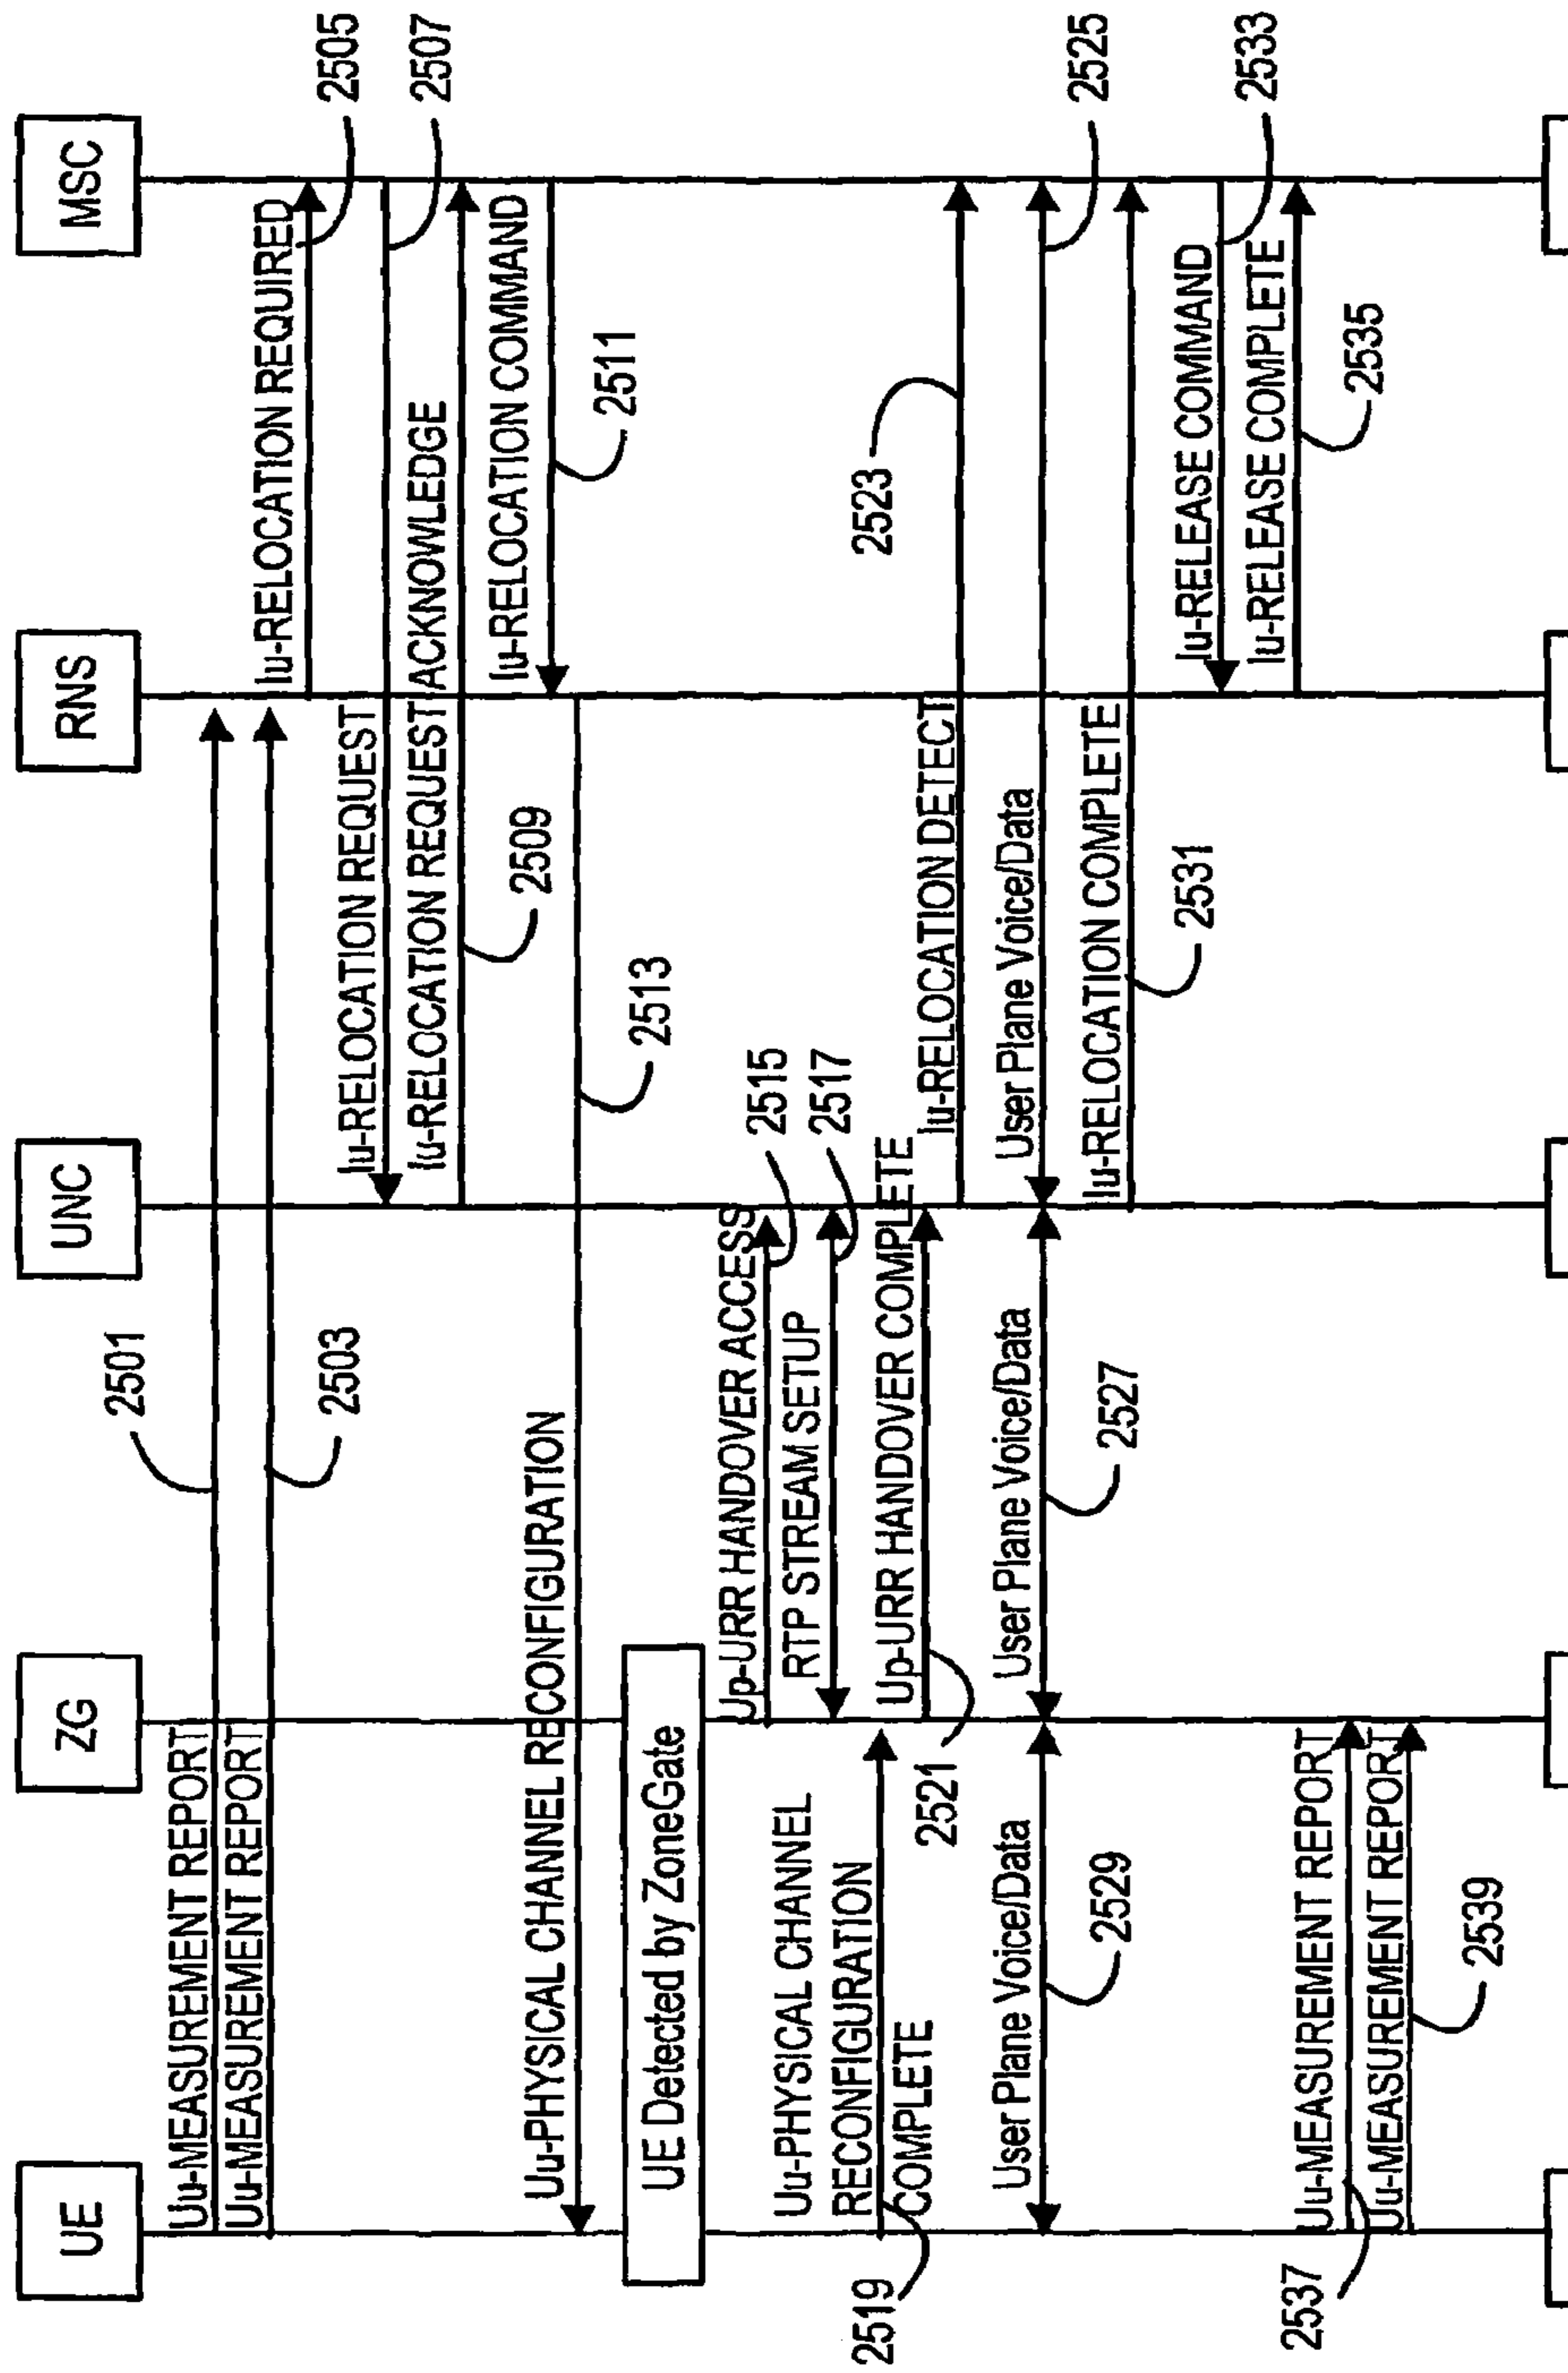 UE
ZG
UNC
RNS
MSC
Uu-MEASUREMENT REPORT
2501
Uu-MEASUREMENT REPORT
2503
Iu-RELOCATION REQUIRED
2505
Iu-RELOCATION REQUEST
2507
Iu-RELOCATION REQUEST ACKNOWLEDGE
2509
Iu-RELOCATION COMMAND
2511
Uu-PHYSICAL CHANNEL RECONFIGURATION
2513
UE Detected by ZoneGate
Up-URR HANDOVER ACCESS
2515
RTP STREAM SETUP
2517
Uu-PHYSICAL CHANNEL
RECONFIGURATION
COMPLETE
2519
Up-URR HANDOVER COMPLETE
2521
Iu-RELOCATION DETECT
2523
User Plane Voice/Data
2529
User Plane Voice/Data
2527
User Plane Voice/Data
2525
Iu-RELOCATION COMPLETE
2531
Iu-RELEASE COMMAND
2533
Iu-RELEASE COMPLETE
2535
Uu-MEASUREMENT REPORT
2537
Uu-MEASUREMENT REPORT
2539